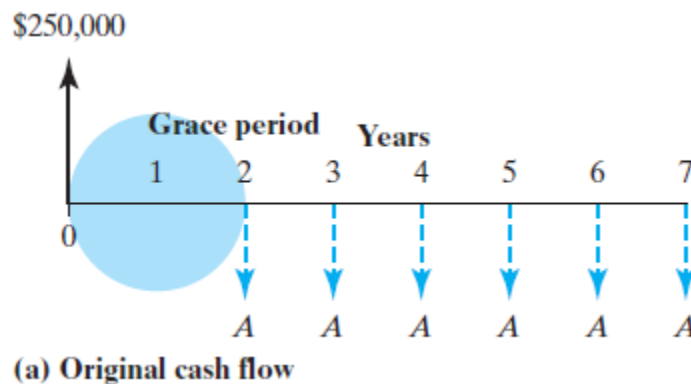 $250,000
Grace period
Years
1 2 3 4 5 6 7
0
A A A A A A
(a) Original cash flow